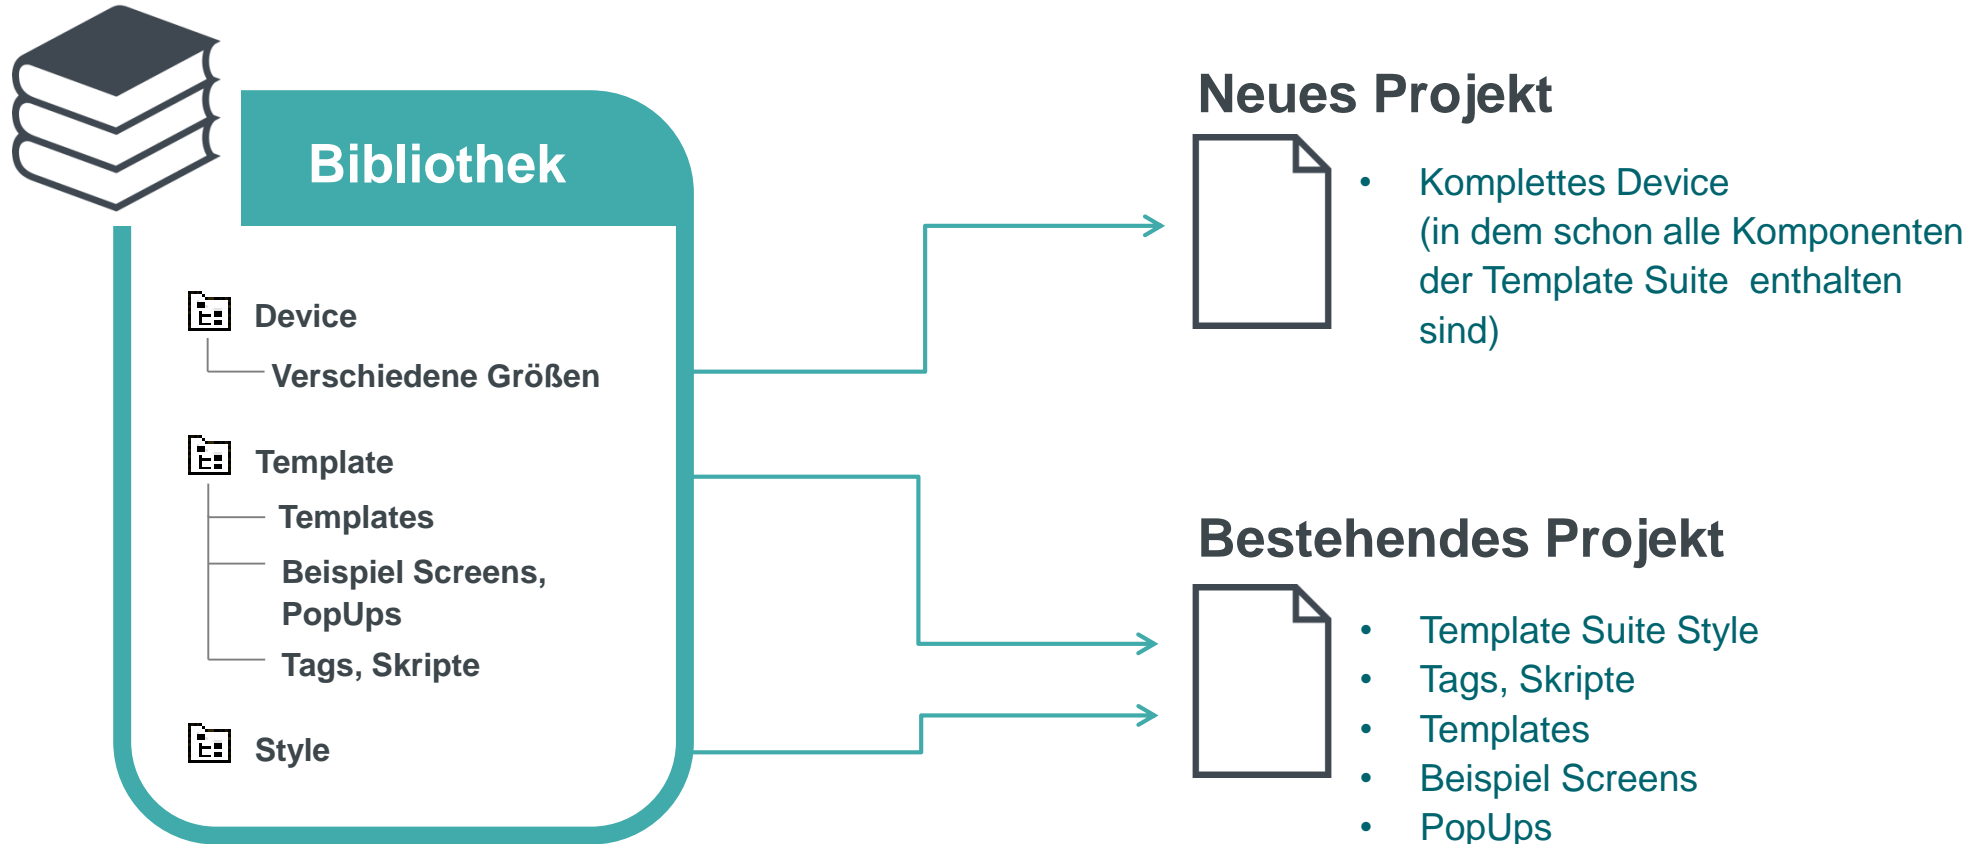 Bibliothek
Device
Verschiedene Größen
Template
Templates
Beispiel Screens,
PopUps
Tags, Skripte
Style
Neues Projekt
• Komplettes Device
(in dem schon alle Komponenten
der Template Suite enthalten
sind)
Bestehendes Projekt
• Template Suite Style
• Tags, Skripte
• Templates
• Beispiel Screens
• PopUps